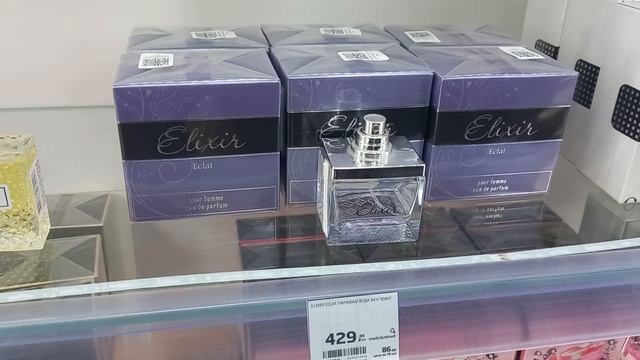 Elixir
Eclat
pour femme
eau de parfum
Elixir
Elixir
Eclat
pour femme
eau de parfum
Elixir
429
86